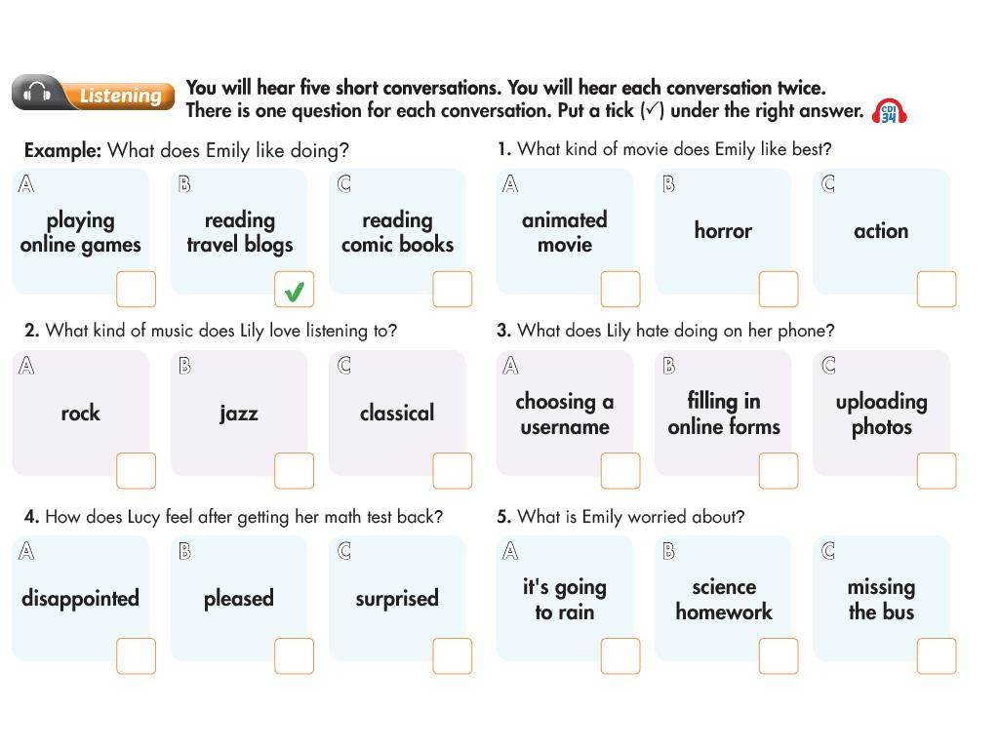 Listening
You will hear five short conversations. You will hear each conversation twice.
There is one question for each conversation. Put a tick (✓) under the right answer.
CD1
34
Example: What does Emily like doing?
A
playing
online games
B
reading
travel blogs
✓
C
reading
comic books
1. What kind of movie does Emily like best?
A
animated
movie
B
horror
C
action
2. What kind of music does Lily love listening to?
A
rock
B
jazz
C
classical
3. What does Lily hate doing on her phone?
A
choosing a
username
B
filling in
online forms
C
uploading
photos
4. How does Lucy feel after getting her math test back?
A
disappointed
B
pleased
C
surprised
5. What is Emily worried about?
A
it's going
to rain
B
science
homework
C
missing
the bus